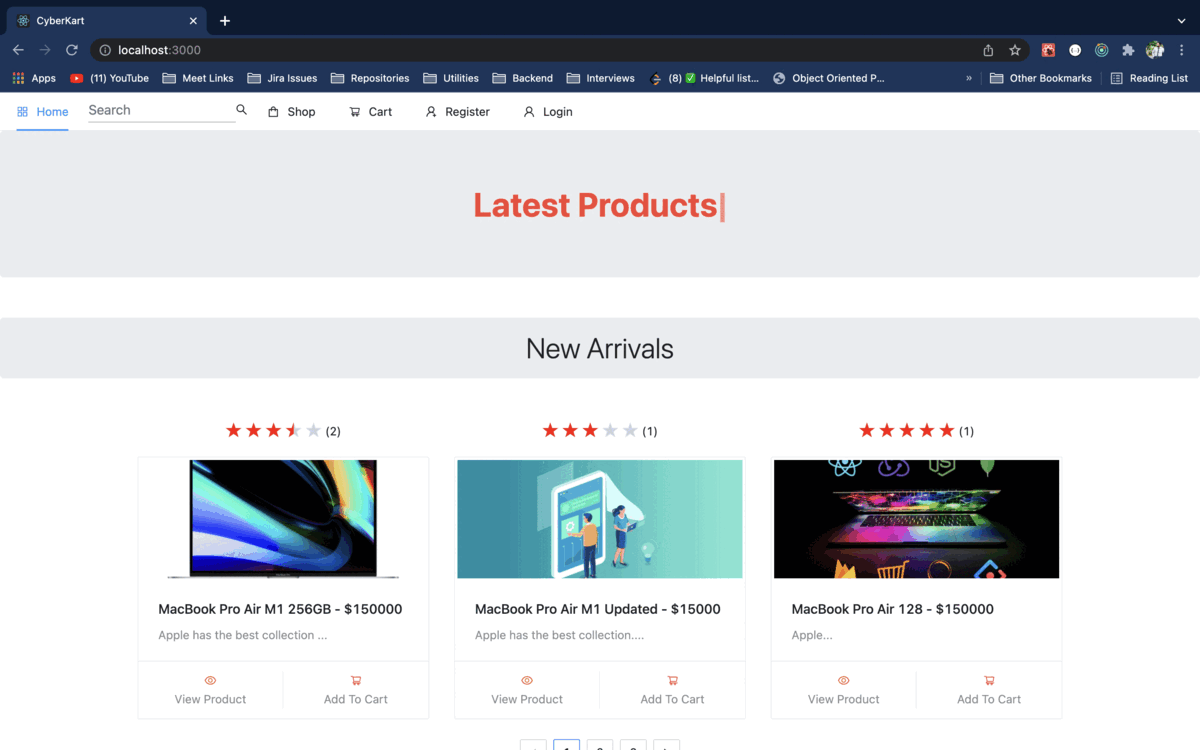 CyberKart
localhost:3000
Apps (11) YouTube Meet Links Jira Issues Repositories Utilities Backend Interviews (8) ✅ Helpful list... Object Oriented P... » Other Bookmarks Reading List
Home Search Shop Cart Register Login
Latest Products
New Arrivals
(2) (1) (1)
MacBook Pro Air M1 256GB - $150000 MacBook Pro Air M1 Updated - $15000 MacBook Pro Air 128 - $150000
Apple has the best collection ... Apple has the best collection.... Apple...
View Product Add To Cart View Product Add To Cart View Product Add To Cart